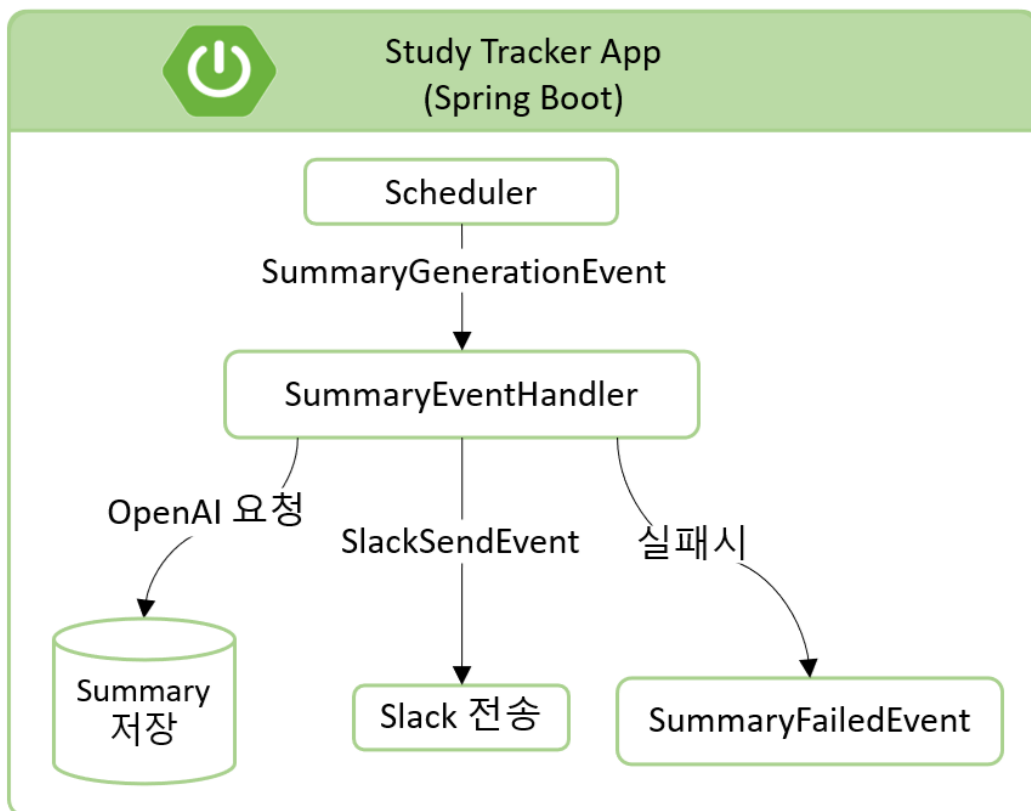 Study Tracker App
(Spring Boot)
Scheduler
SummaryGenerationEvent
SummaryEventHandler
OpenAI 요청
SlackSendEvent
실패시
Summary
저장
Slack 전송
SummaryFailedEvent